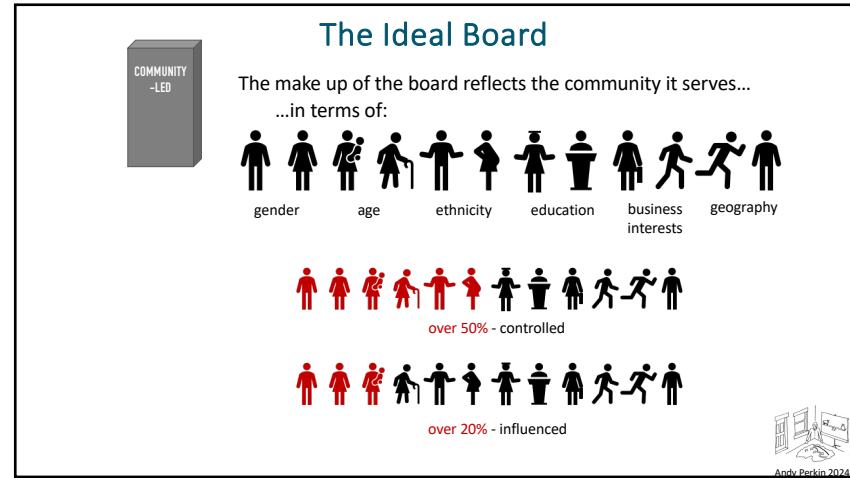 The Ideal Board
COMMUNITY
-LED
The make up of the board reflects the community it serves…
…in terms of:
gender age ethnicity education business interests geography
over 50% - controlled
over 20% - influenced
Andy Perkin 2024